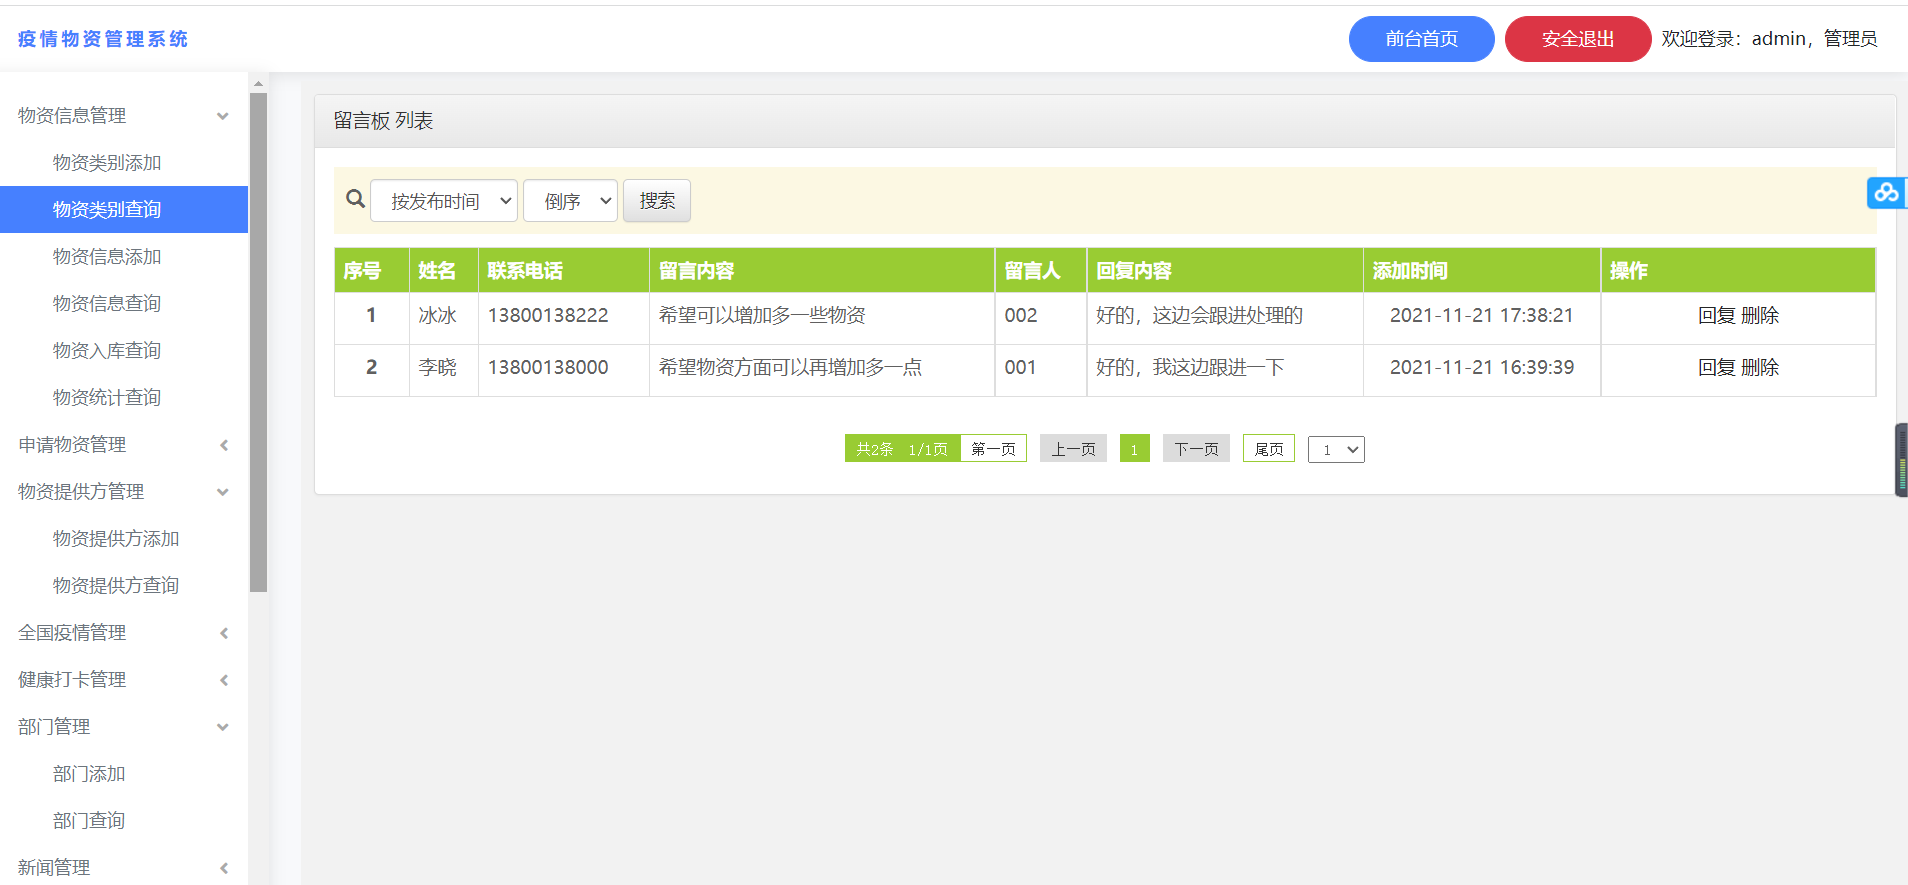 疫情物资管理系统
前台首页 安全退出 欢迎登录：admin，管理员
物资信息管理
物资类别添加
物资类别查询
物资信息添加
物资信息查询
物资入库查询
物资统计查询
申请物资管理
物资提供方管理
物资提供方添加
物资提供方查询
全国疫情管理
健康打卡管理
部门管理
部门添加
部门查询
新闻管理
留言板 列表
按发布时间 倒序 搜索
序号 姓名 联系电话 留言内容 留言人 回复内容 添加时间 操作
1 冰冰 13800138222 希望可以增加多一些物资 002 好的，这边会跟进处理的 2021-11-21 17:38:21 回复 删除
2 李晓 13800138000 希望物资方面可以再增加多一点 001 好的，我这边跟进一下 2021-11-21 16:39:39 回复 删除
共2条 1/1页 第一页 上一页 1 下一页 尾页 1